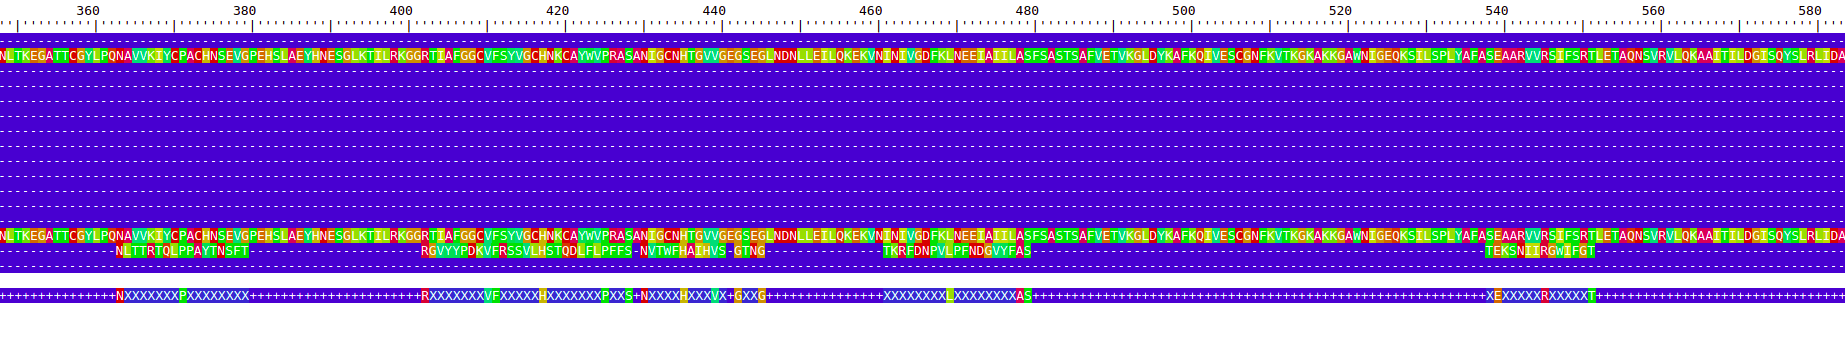 360 380 400 420 440 460 480 500 520 540 560 580
NLTKEGATTCGYLPQNAVVKIYCPACHNSEVGPEHSLAEYHNESGLKTILRKGGRTIAFGGCVFSYVGCHNKCAYWVPRASANIGCNHTGVVGEGSEGLNDNLLEILQKEKVNINIVGDFKLNEEIAIILASFSASTSAFVETVKGLDYKAFKQIVESCGNFKVTKGKAKKGAWNIGEQKSILSPLYAFASEAARVVRSIFSRTLETAQNSVRVLQKAAITILDGISQYSLRLIDA
NLTKEGATTCGYLPQNAVVKIYCPACHNSEVGPEHSLAEYHNESGLKTILRKGGRTIAFGGCVFSYVGCHNKCAYWVPRASANIGCNHTGVVGEGSEGLNDNLLEILQKEKVNINIVGDFKLNEEIAIILASFSASTSAFVETVKGLDYKAFKQIVESCGNFKVTKGKAKKGAWNIGEQKSILSPLYAFASEAARVVRSIFSRTLETAQNSVRVLQKAAITILDGISQYSLRLIDA
NLTTRTQLPPAYTNSFT RGVYYPDKVFRSSVLHSTQDLFLPFFS-NVTWFHAIHVS-GTNG TKRFDNPVLPFNDGVYFAS TEKSNIIRGWIFGT
NXXXXXXXPXXXXXXXX RXXXXXXXVFXXXXXHXXXXXXXPXXS+NXXXXHXXXVX+GXXG XXXXXXXXLXXXXXXXXAS XEXXXXXRXXXXXT